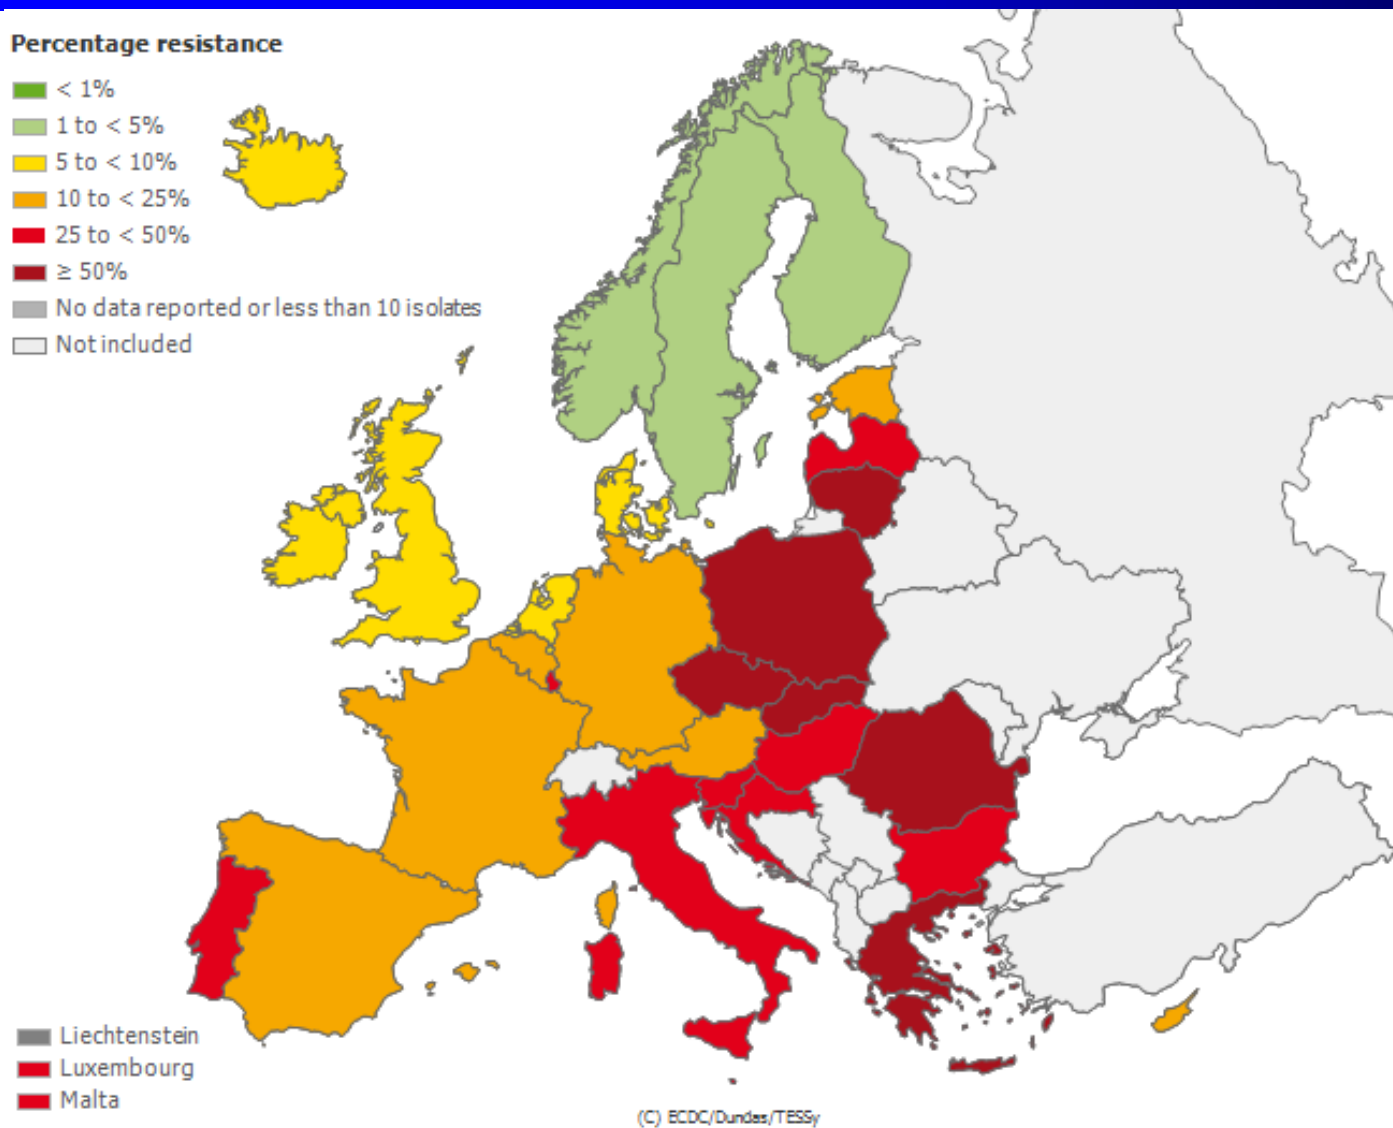 Percentage resistance
< 1%
1 to < 5%
5 to < 10%
10 to < 25%
25 to < 50%
≥ 50%
No data reported or less than 10 isolates
Not included
Liechtenstein
Luxembourg
Malta
(C) ECDC/Dundas/TESSy